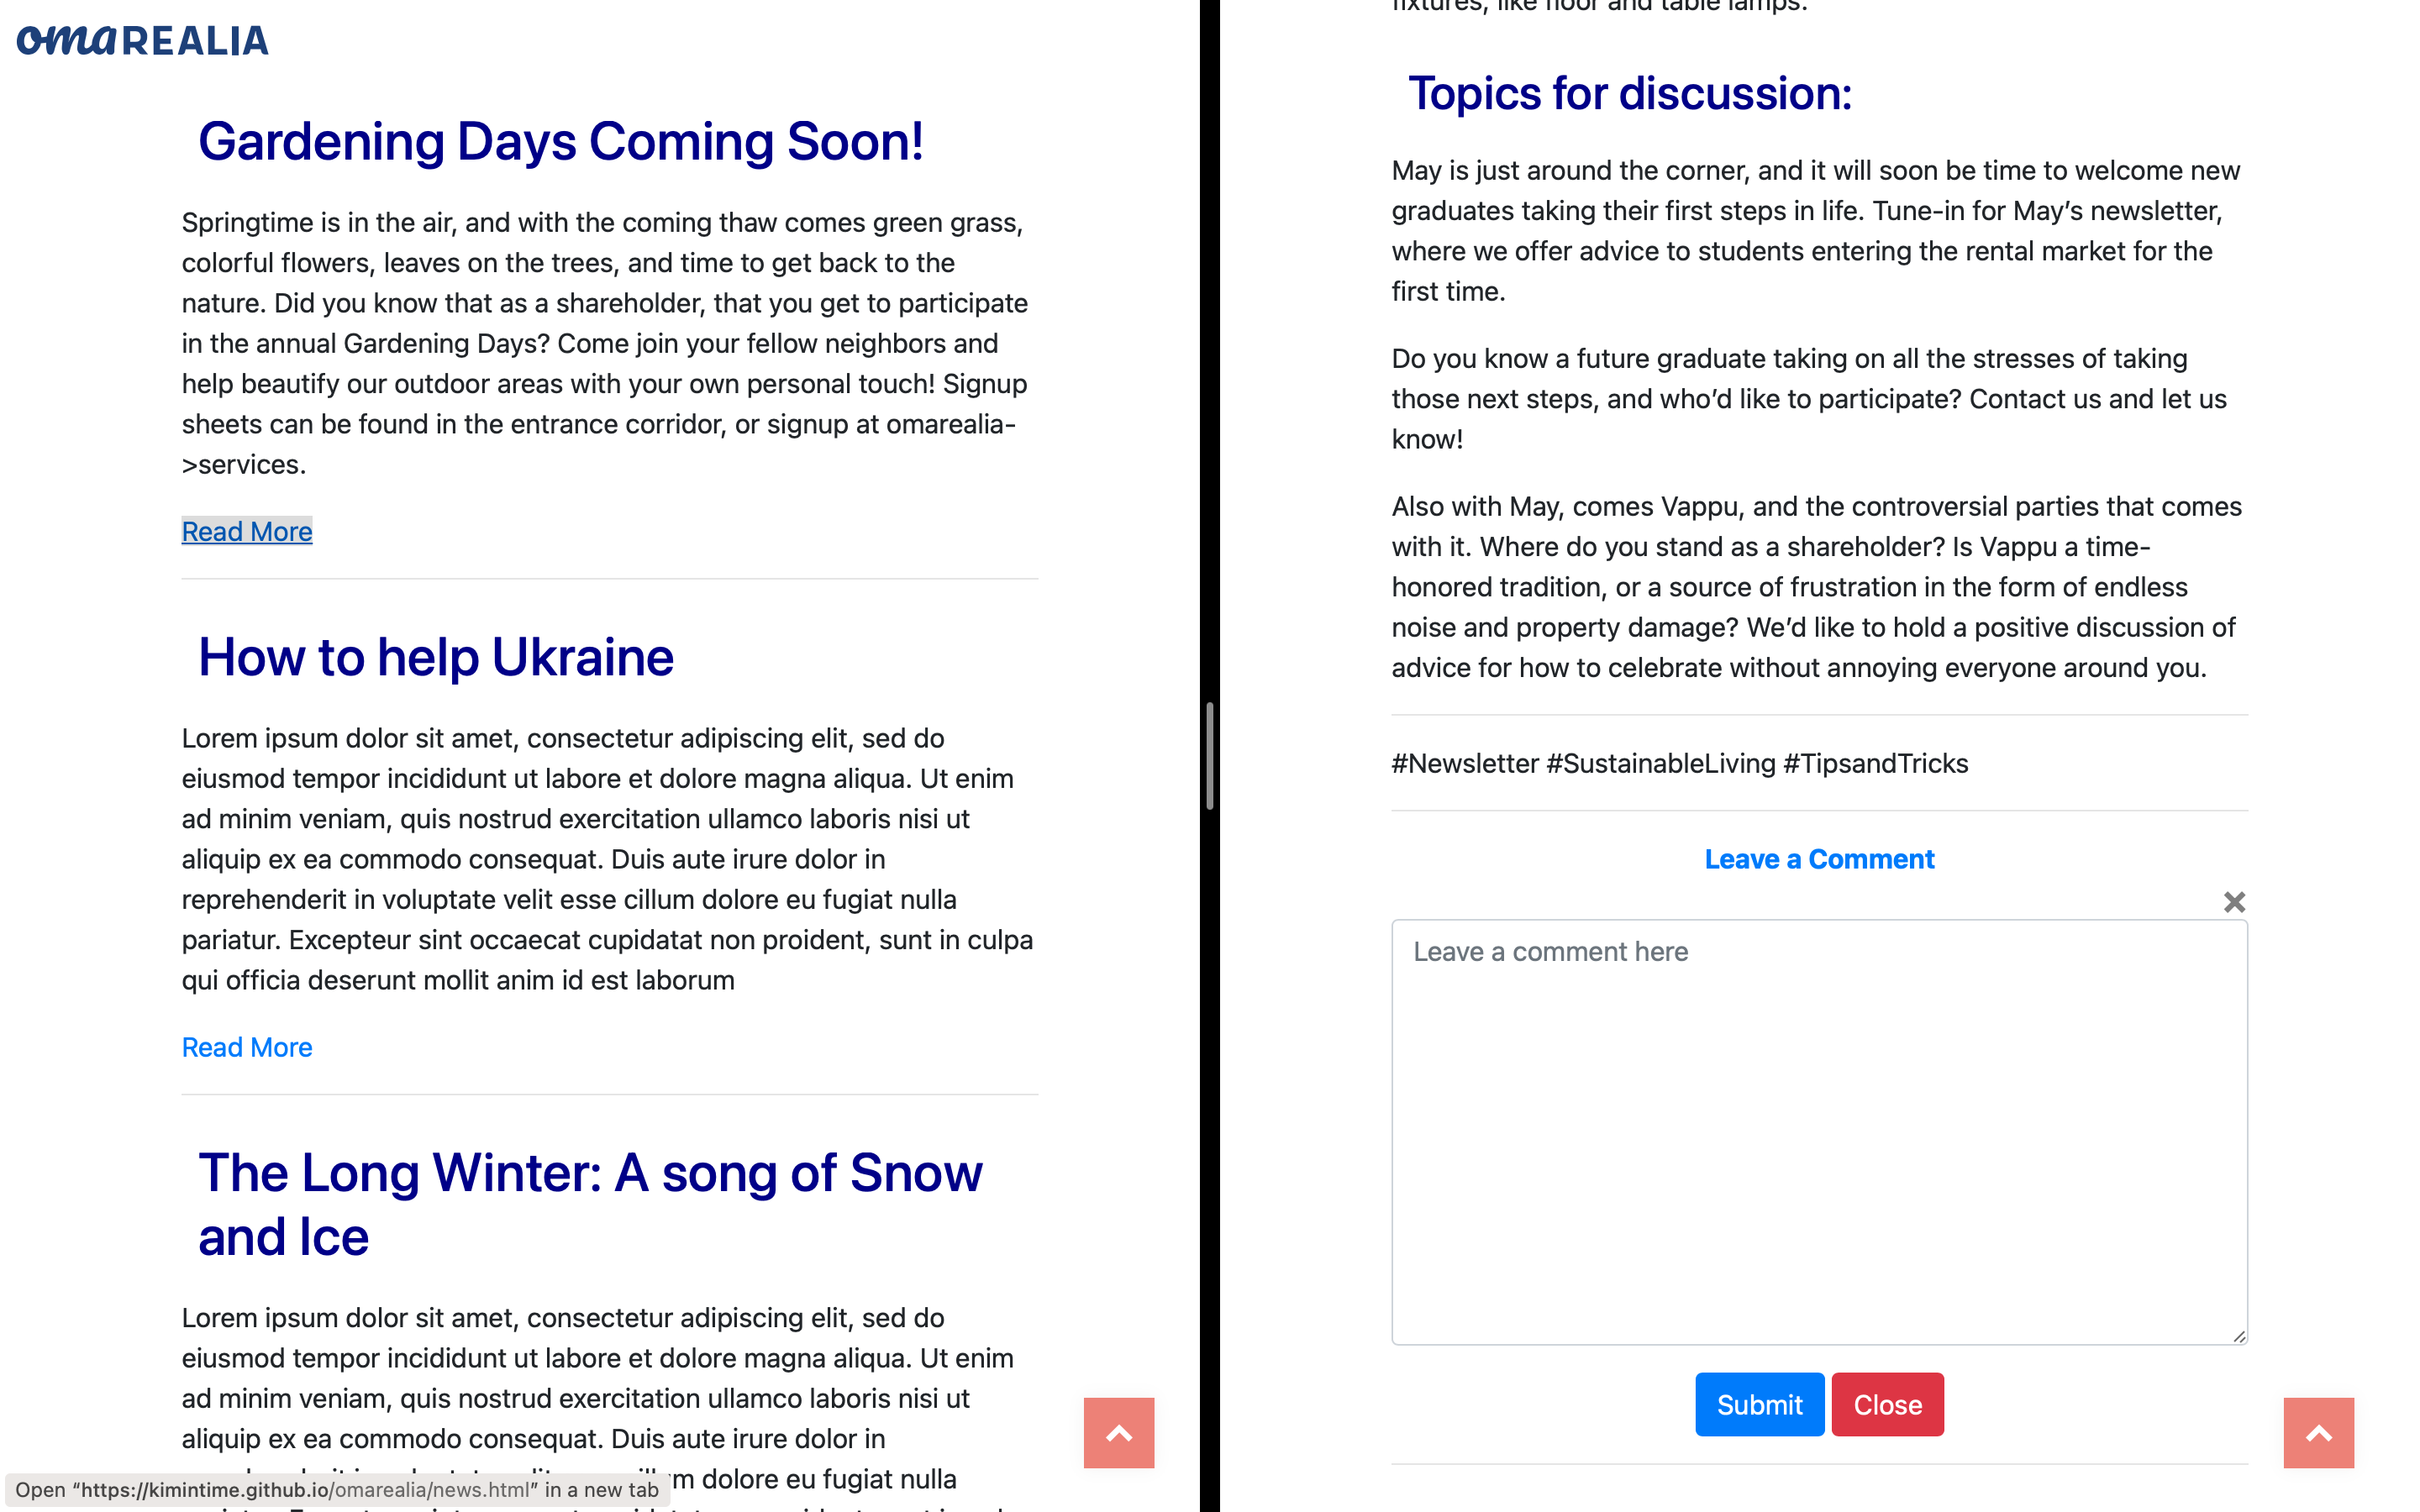 omaREALIA
Gardening Days Coming Soon!
Springtime is in the air, and with the coming thaw comes green grass,
colorful flowers, leaves on the trees, and time to get back to the
nature. Did you know that as a shareholder, that you get to participate
in the annual Gardening Days? Come join your fellow neighbors and
help beautify our outdoor areas with your own personal touch! Signup
sheets can be found in the entrance corridor, or signup at omarealia-
>services.
Read More
How to help Ukraine
Lorem ipsum dolor sit amet, consectetur adipiscing elit, sed do
eiusmod tempor incididunt ut labore et dolore magna aliqua. Ut enim
ad minim veniam, quis nostrud exercitation ullamco laboris nisi ut
aliquip ex ea commodo consequat. Duis aute irure dolor in
reprehenderit in voluptate velit esse cillum dolore eu fugiat nulla
pariatur. Excepteur sint occaecat cupidatat non proident, sunt in culpa
qui officia deserunt mollit anim id est laborum
Read More
The Long Winter: A song of Snow
and Ice
Lorem ipsum dolor sit amet, consectetur adipiscing elit, sed do
eiusmod tempor incididunt ut labore et dolore magna aliqua. Ut enim
ad minim veniam, quis nostrud exercitation ullamco laboris nisi ut
aliquip ex ea commodo consequat. Duis aute irure dolor in
dolore eu fugiat nulla
Open “https://kimintime.github.io/omarealia/news.html” in a new tab
fixtures, like floor and table lamps.
Topics for discussion:
May is just around the corner, and it will soon be time to welcome new
graduates taking their first steps in life. Tune-in for May’s newsletter,
where we offer advice to students entering the rental market for the
first time.
Do you know a future graduate taking on all the stresses of taking
those next steps, and who’d like to participate? Contact us and let us
know!
Also with May, comes Vappu, and the controversial parties that comes
with it. Where do you stand as a shareholder? Is Vappu a time-
honored tradition, or a source of frustration in the form of endless
noise and property damage? We’d like to hold a positive discussion of
advice for how to celebrate without annoying everyone around you.
#Newsletter #SustainableLiving #TipsandTricks
Leave a Comment
Leave a comment here
Submit
Close